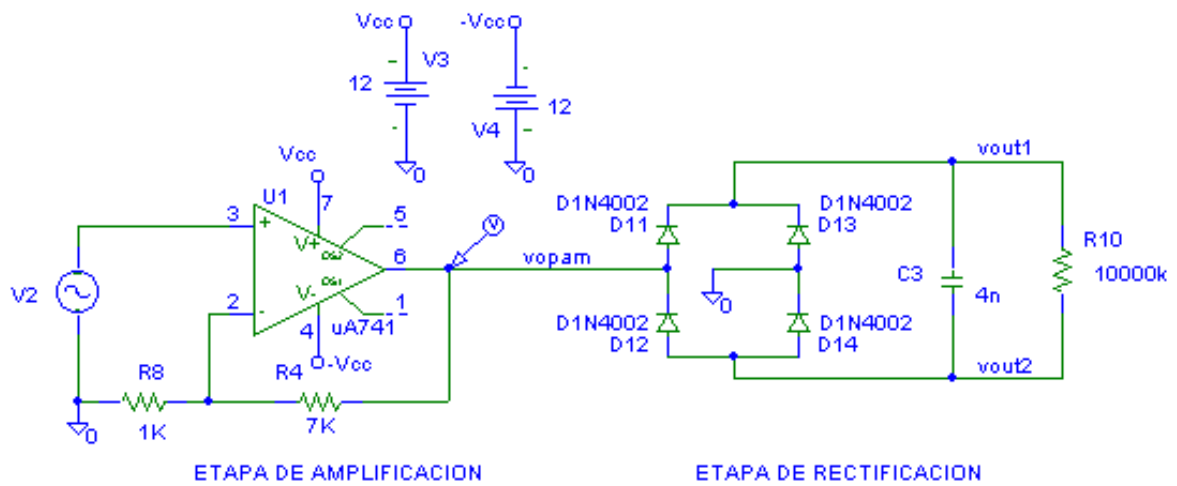 Vcc
-Vcc
V3
12
12
V4
0
0
Vcc
U1
7
3
+
5
V+
OS2
V
6
vopam
V-
OS1
2
-
1
uA741
4
-Vcc
V2
R8
R4
0
1K
7K
D1N4002
D11
D1N4002
D13
0
D1N4002
D12
D1N4002
D14
vout1
C3
4n
R10
10000k
vout2
ETAPA DE AMPLIFICACION
ETAPA DE RECTIFICACION